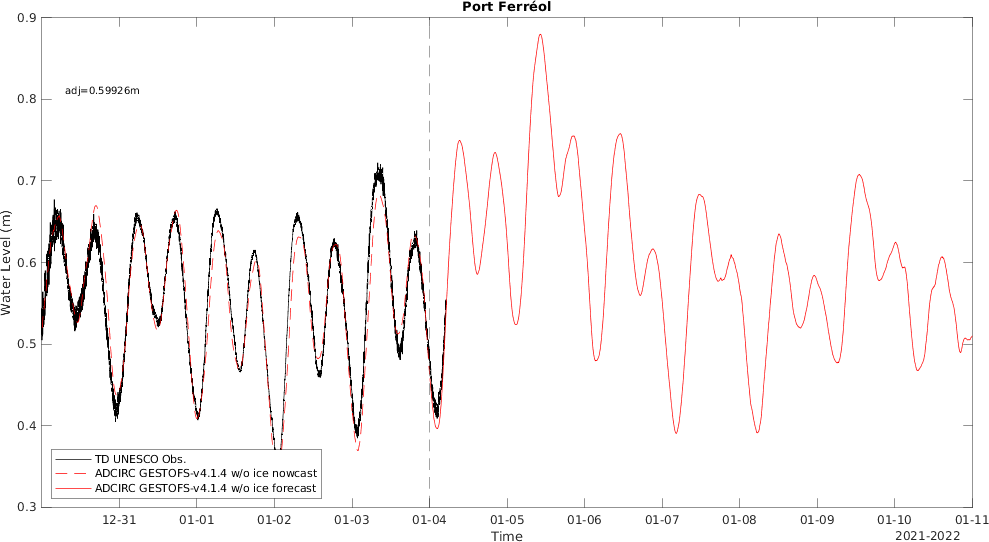 Port Ferréol
0.9
0.8
0.7
0.6
0.5
0.4
0.3
Water Level (m)
adj=0.59926m
TD UNESCO Obs.
ADCIRC GESTOFS-v4.1.4 w/o ice nowcast
ADCIRC GESTOFS-v4.1.4 w/o ice forecast
12-31 01-01 01-02 01-03 01-04 01-05 01-06 01-07 01-08 01-09 01-10 01-11
Time
2021-2022